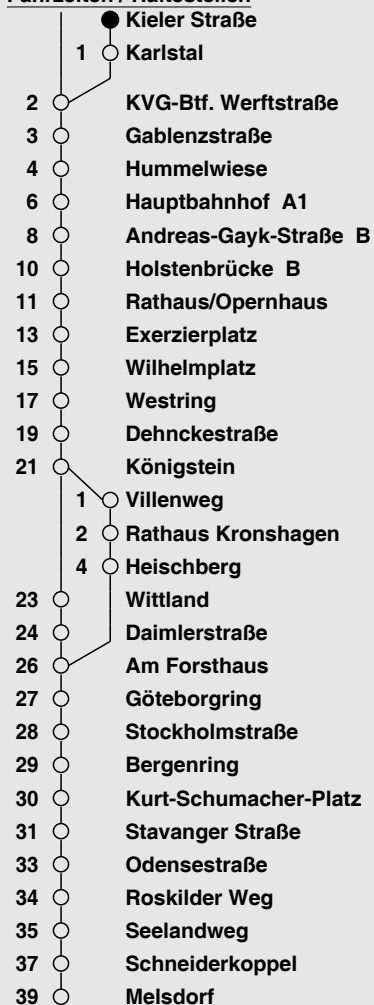 Fahrzeiten / Haltestellen
Kieler Straße
1 Karlstal
2 KVG-Btf. Werftstraße
3 Gablenzstraße
4 Hummelwiese
6 Hauptbahnhof A1
8 Andreas-Gayk-Straße B
10 Holstenbrücke B
11 Rathaus/Opernhaus
13 Exerzierplatz
15 Wilhelmplatz
17 Westring
19 Dehnckestraße
21 Königstein
1 Villenweg
2 Rathaus Kronshagen
4 Heischberg
23 Wittland
24 Daimlerstraße
26 Am Forsthaus
27 Göteborgring
28 Stockholmstraße
29 Bergenring
30 Kurt-Schumacher-Platz
31 Stavanger Straße
33 Odensestraße
34 Roskilder Weg
35 Seelandweg
37 Schneiderkoppel
39 Melsdorf